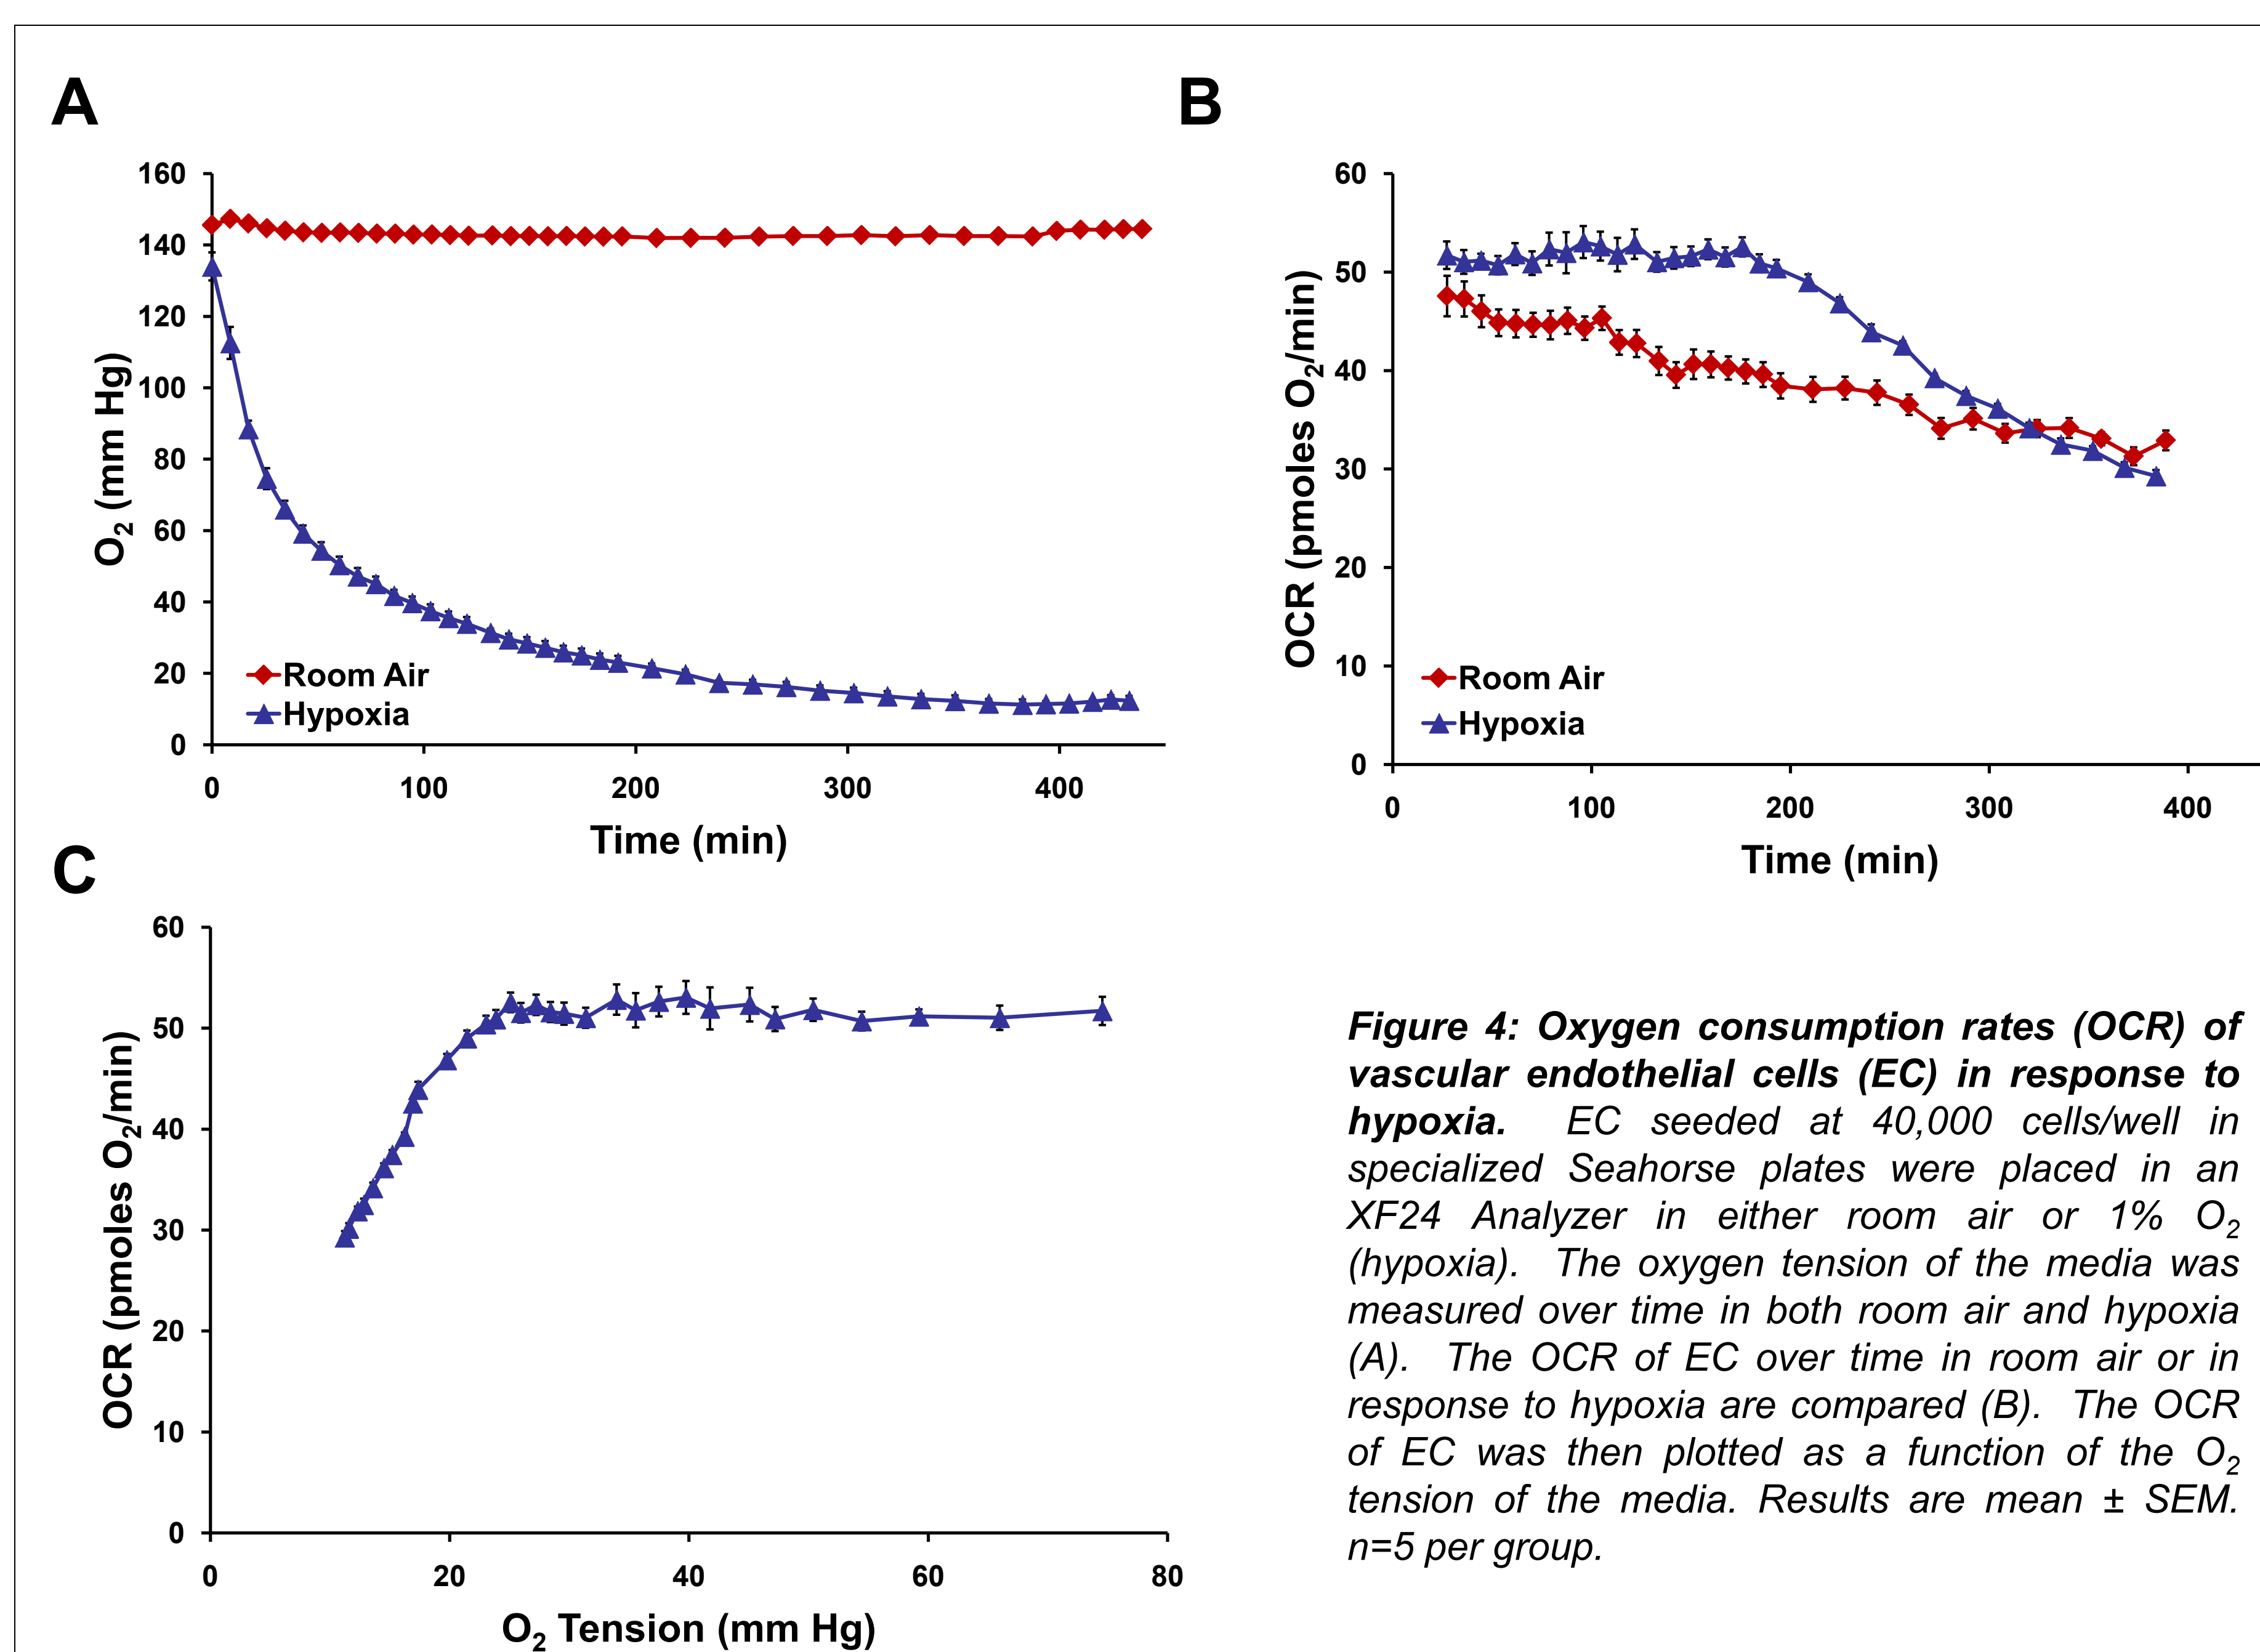 A
160
140
120
100
80
60
40
20
0
O2 (mm Hg)
Room Air
Hypoxia
0 100 200 300 400
Time (min)
B
60
50
40
30
20
10
0
OCR (pmoles O2/min)
Room Air
Hypoxia
0 100 200 300 400
Time (min)
C
60
50
40
30
20
10
0
OCR (pmoles O2/min)
0 20 40 60 80
O2 Tension (mm Hg)
Figure 4: Oxygen consumption rates (OCR) of
vascular endothelial cells (EC) in response to
hypoxia. EC seeded at 40,000 cells/well in
specialized Seahorse plates were placed in an
XF24 Analyzer in either room air or 1% O2
(hypoxia). The oxygen tension of the media was
measured over time in both room air and hypoxia
(A). The OCR of EC over time in room air or in
response to hypoxia are compared (B). The OCR
of EC was then plotted as a function of the O2
tension of the media. Results are mean ± SEM.
n=5 per group.